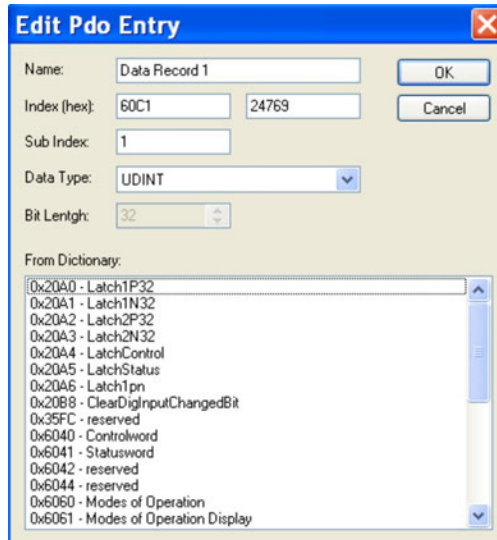 Edit Pdo Entry
Name: Data Record 1 OK
Index (hex): 60C1 24769 Cancel
Sub Index: 1
Data Type: UDINT
Bit Lentgh: 32
From Dictionary:
0x20A0 - Latch1P32
0x20A1 - Latch1N32
0x20A2 - Latch2P32
0x20A3 - Latch2N32
0x20A4 - LatchControl
0x20A5 - LatchStatus
0x20A6 - Latch1pn
0x20B8 - ClearDigInputChangedBit
0x35FC - reserved
0x6040 - Controlword
0x6041 - Statusword
0x6042 - reserved
0x6044 - reserved
0x6060 - Modes of Operation
0x6061 - Modes of Operation Display